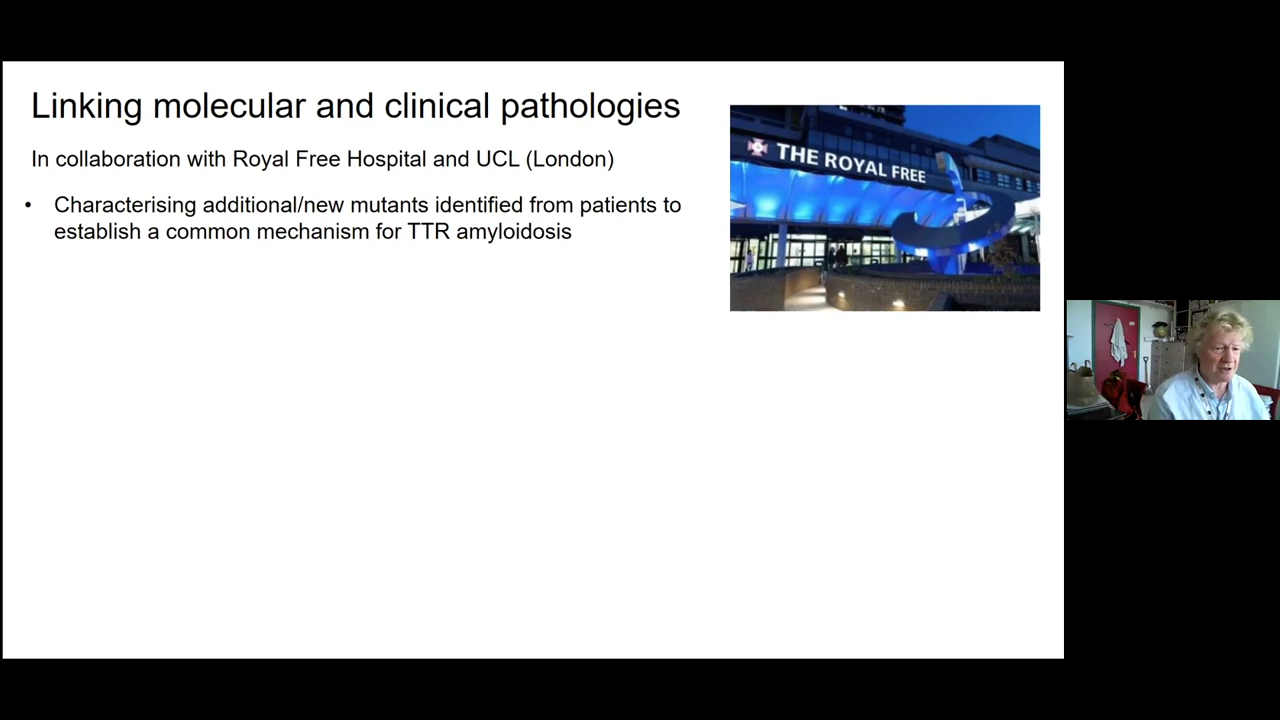 Linking molecular and clinical pathologies
In collaboration with Royal Free Hospital and UCL (London)
• Characterising additional/new mutants identified from patients to
establish a common mechanism for TTR amyloidosis
THE ROYAL FREE